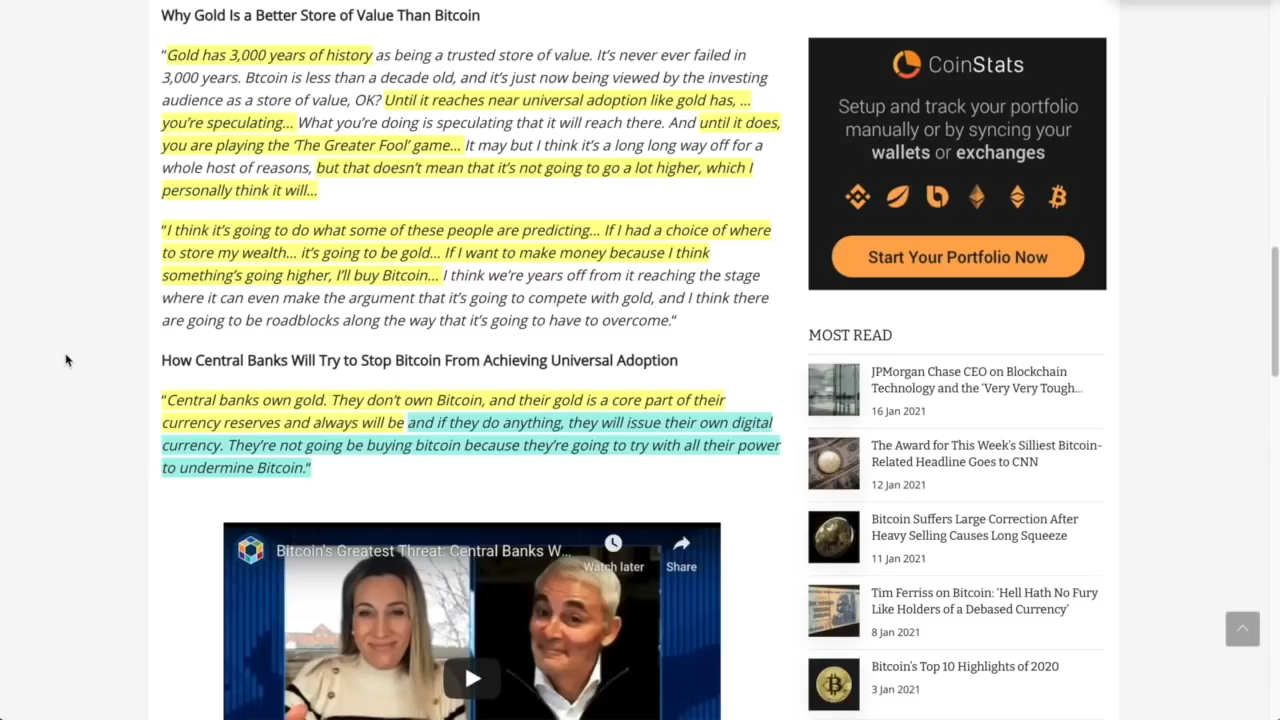 Why Gold Is a Better Store of Value Than Bitcoin
“Gold has 3,000 years of history as being a trusted store of value. It’s never ever failed in
3,000 years. Btcoin is less than a decade old, and it’s just now being viewed by the investing
audience as a store of value, OK? Until it reaches near universal adoption like gold has, …
you’re speculating… What you’re doing is speculating that it will reach there. And until it does,
you are playing the ‘The Greater Fool’ game… It may but I think it’s a long long way off for a
whole host of reasons, but that doesn’t mean that it’s not going to go a lot higher, which I
personally think it will…
“I think it’s going to do what some of these people are predicting… If I had a choice of where
to store my wealth… it’s going to be gold… If I want to make money because I think
something’s going higher, I’ll buy Bitcoin… I think we’re years off from it reaching the stage
where it can even make the argument that it’s going to compete with gold, and I think there
are going to be roadblocks along the way that it’s going to have to overcome.“
How Central Banks Will Try to Stop Bitcoin From Achieving Universal Adoption
“Central banks own gold. They don’t own Bitcoin, and their gold is a core part of their
currency reserves and always will be and if they do anything, they will issue their own digital
currency. They’re not going be buying bitcoin because they’re going to try with all their power
to undermine Bitcoin.“
Bitcoin's Greatest Threat: Central Banks W...
Watch later
Share
CoinStats
Setup and track your portfolio
manually or by syncing your
wallets or exchanges
Start Your Portfolio Now
MOST READ
JPMorgan Chase CEO on Blockchain
Technology and the ‘Very Very Tough...
16 Jan 2021
The Award for This Week’s Silliest Bitcoin-
Related Headline Goes to CNN
12 Jan 2021
Bitcoin Suffers Large Correction After
Heavy Selling Causes Long Squeeze
11 Jan 2021
Tim Ferriss on Bitcoin: ‘Hell Hath No Fury
Like Holders of a Debased Currency’
8 Jan 2021
Bitcoin’s Top 10 Highlights of 2020
3 Jan 2021